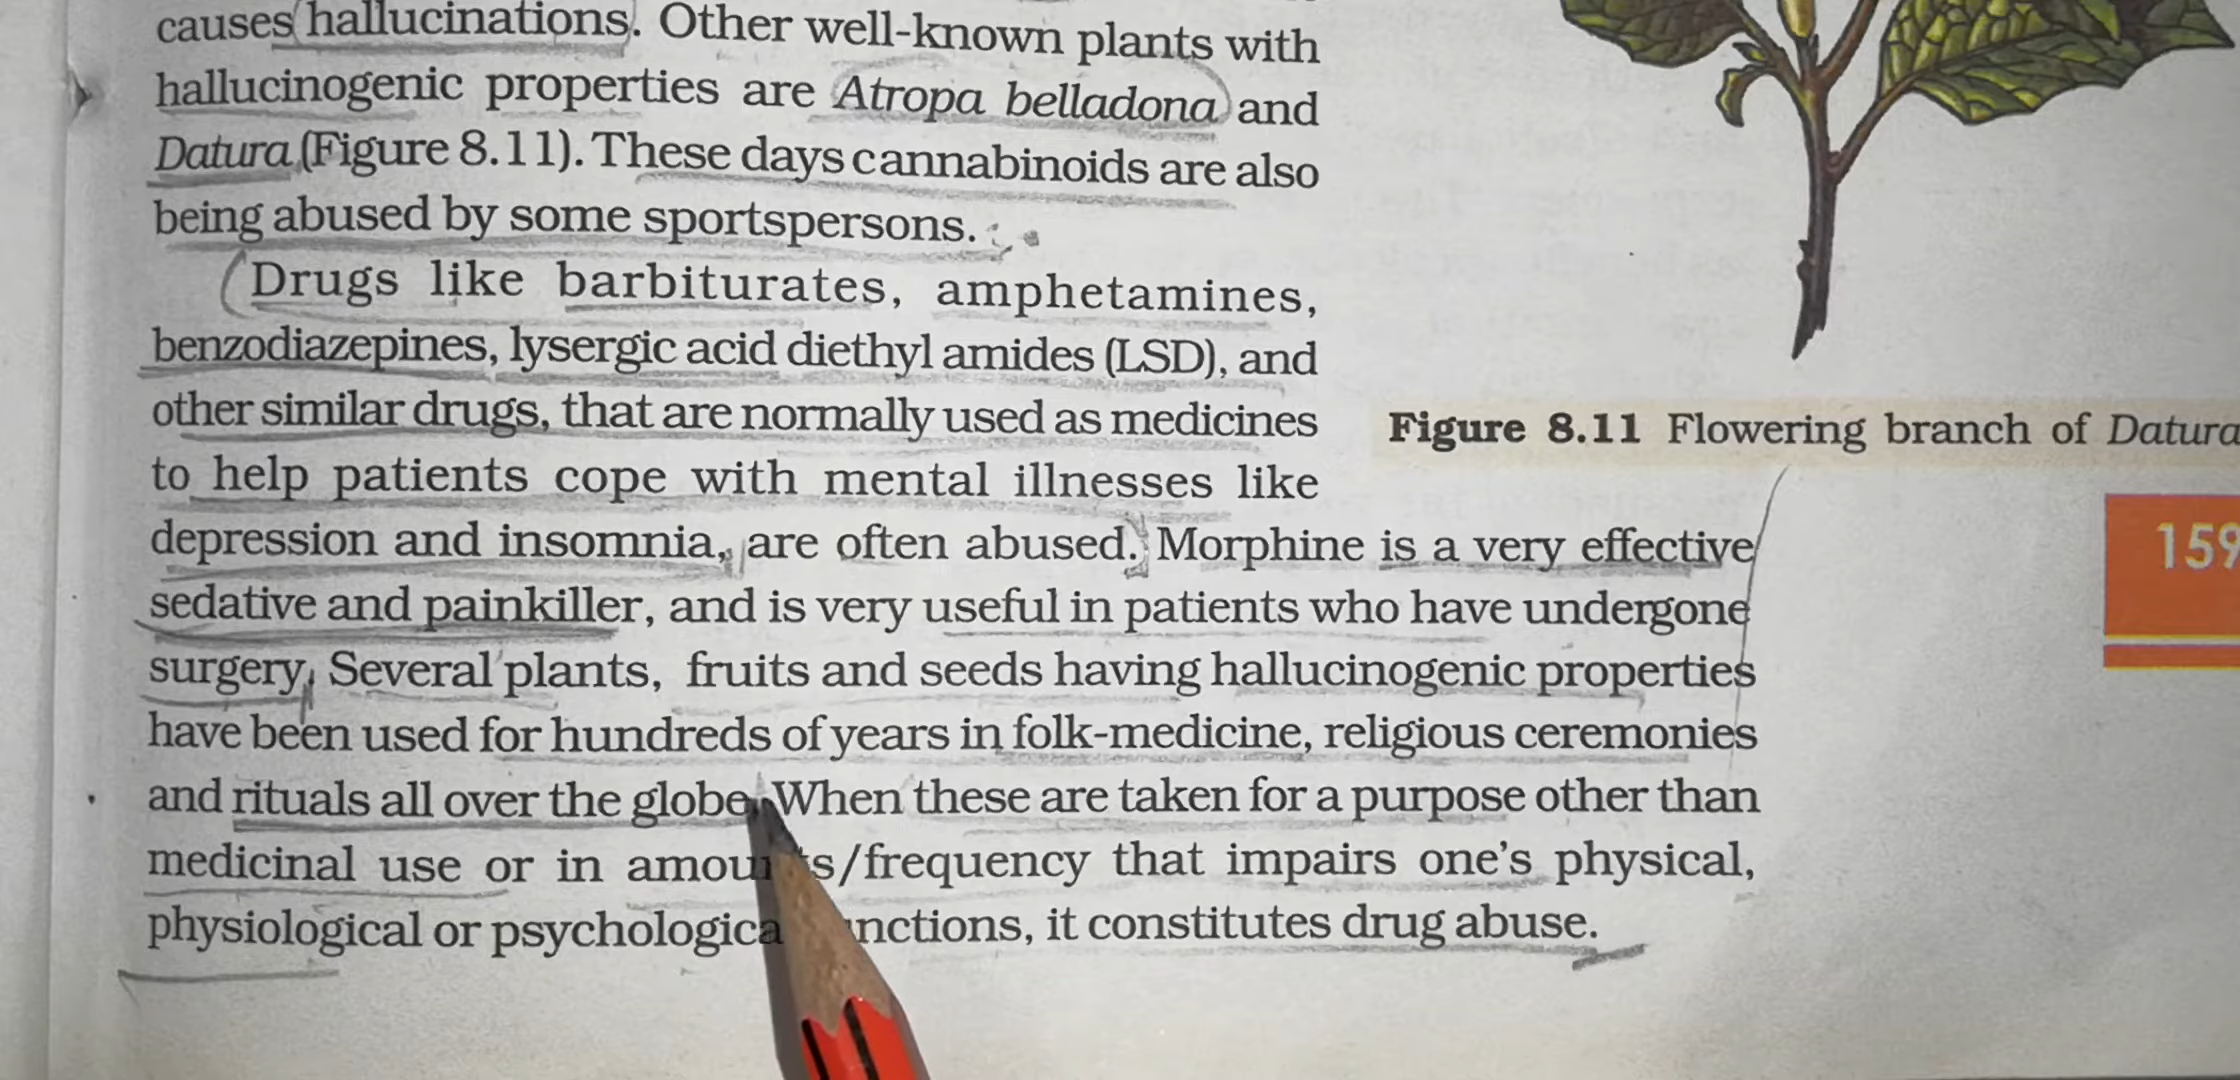 causes hallucinations. Other well-known plants with
hallucinogenic properties are Atropa belladona and
Datura (Figure 8.11). These days cannabinoids are also
being abused by some sportspersons.
Drugs like barbiturates, amphetamines,
benzodiazepines, lysergic acid diethyl amides (LSD), and
other similar drugs, that are normally used as medicines
to help patients cope with mental illnesses like
depression and insomnia, are often abused. Morphine is a very effective
sedative and painkiller, and is very useful in patients who have undergone
surgery. Several plants, fruits and seeds having hallucinogenic properties
have been used for hundreds of years in folk-medicine, religious ceremonies
and rituals all over the globe. When these are taken for a purpose other than
medicinal use or in amounts/frequency that impairs one's physical,
physiological or psychological functions, it constitutes drug abuse.
Figure 8.11 Flowering branch of Datura
159